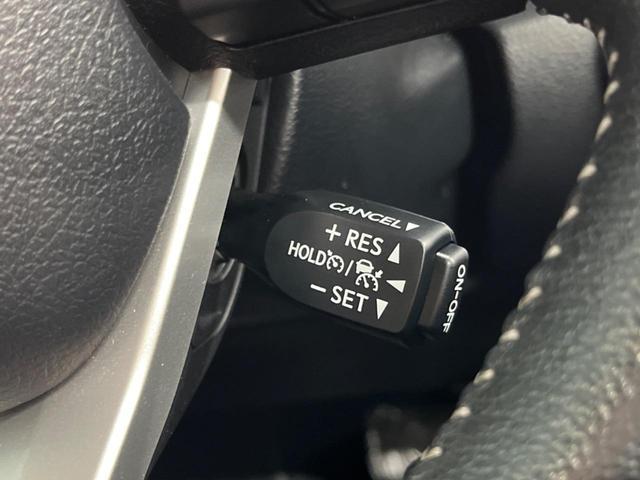 CANCEL▼
+ RES ▲
HOLD / ◀
− SET ▼
ON-OFF